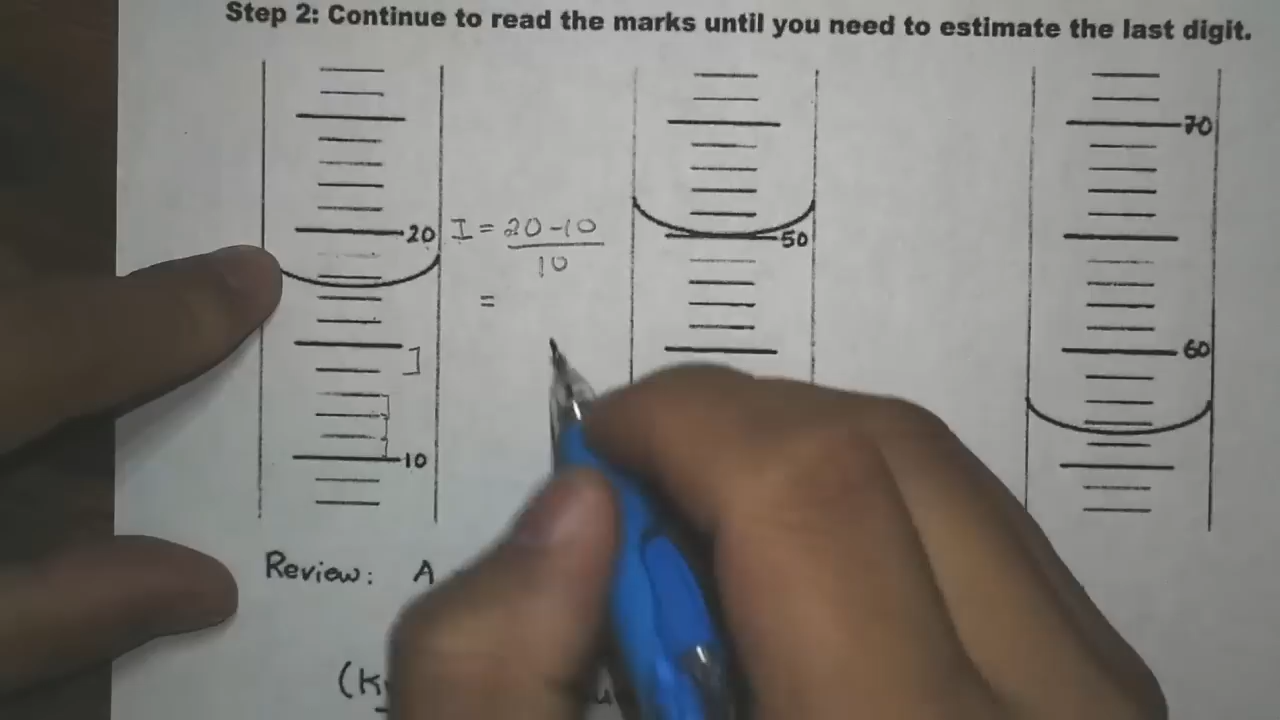 Step 2: Continue to read the marks until you need to estimate the last digit.
70
20 I = 20-10
10
50
=
60
10
Review: A